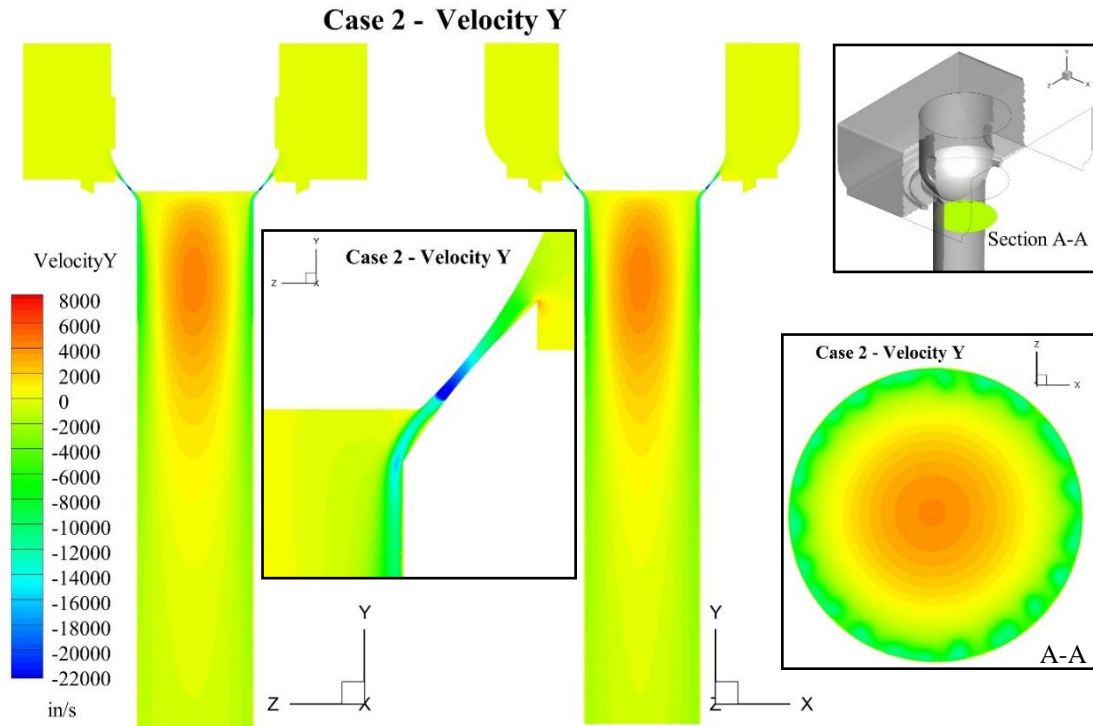 Case 2 - Velocity Y
Y
Z
X
Section A-A
Y
Z
X
Case 2 - Velocity Y
VelocityY
8000
6000
4000
2000
0
-2000
-4000
-6000
-8000
-10000
-12000
-14000
-16000
-18000
-20000
-22000
in/s
Case 2 - Velocity Y
Z
X
A-A
Y
Z
X
Y
Z
X